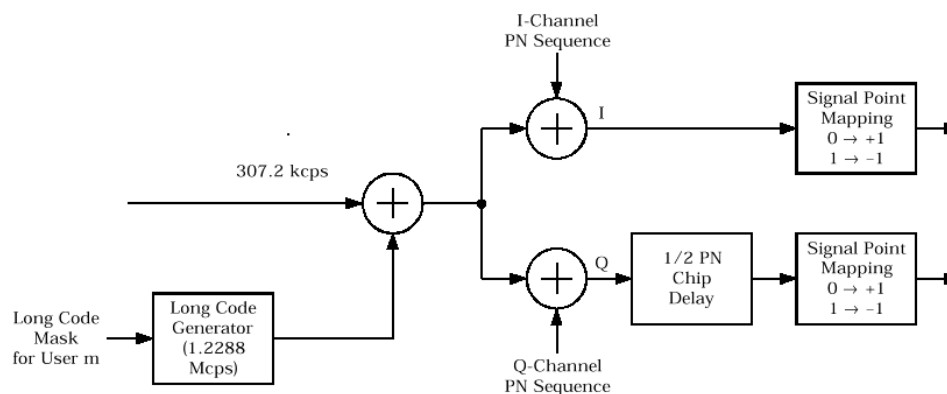 I-Channel
PN Sequence
I
Signal Point
Mapping
0 → +1
1 → –1
307.2 kcps
Q
1/2 PN
Chip
Delay
Signal Point
Mapping
0 → +1
1 → –1
Long Code
Mask
for User m
Long Code
Generator
(1.2288
Mcps)
Q-Channel
PN Sequence